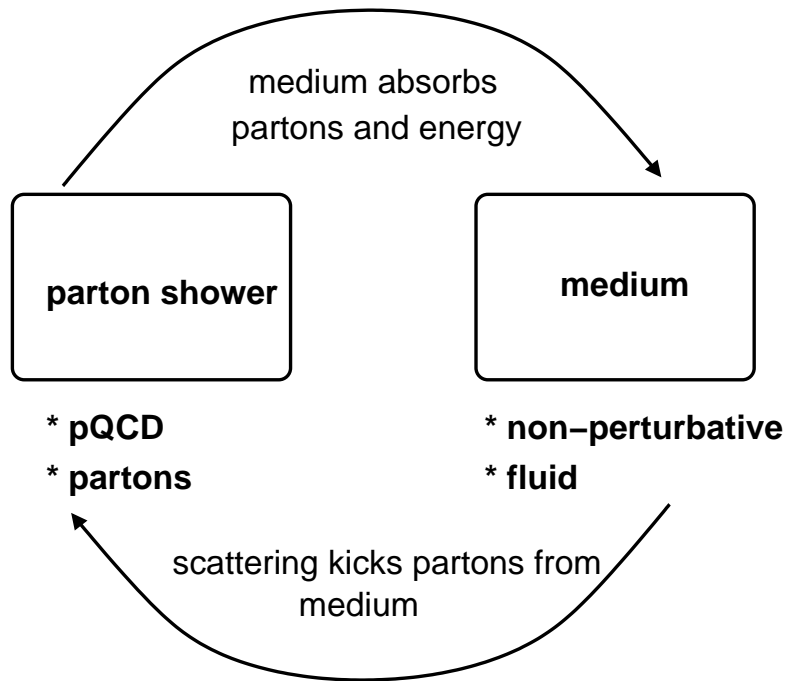 medium absorbs
partons and energy
parton shower
medium
* pQCD
* partons
* non−perturbative
* fluid
scattering kicks partons from
medium